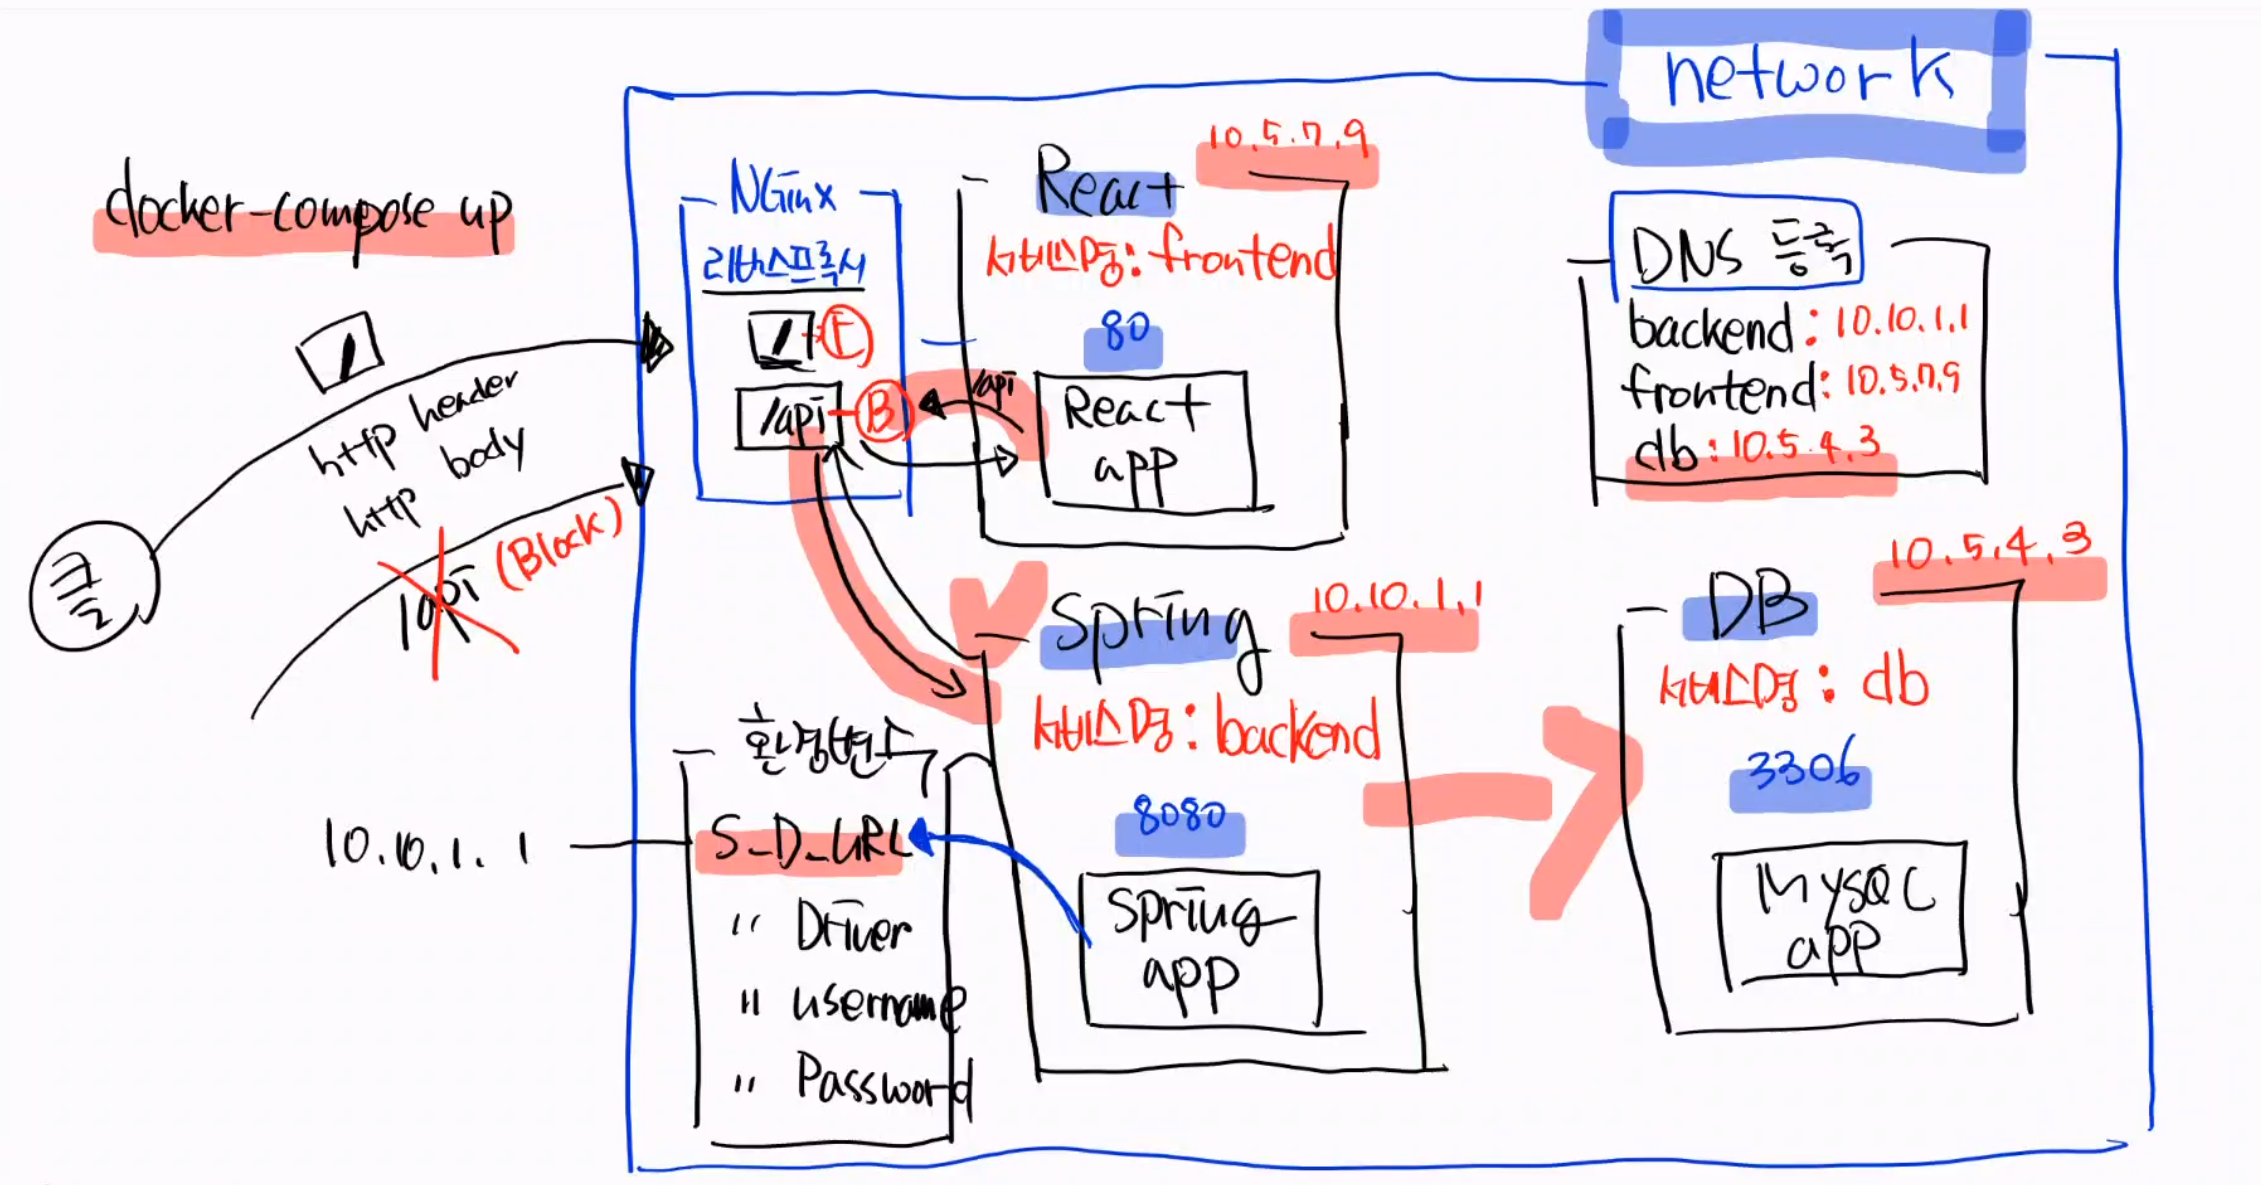 network
docker-compose up
/
http header
http body
/api
(Block)
클
NGinx
리버스프록시
/ F
/api B
React
10.5.7.9
서비스명: frontend
80
/api
React
app
DNS 등록
backend: 10.10.1.1
frontend: 10.5.7.9
db: 10.5.4.3
Spring
10.10.1.1
서비스명: backend
8080
Spring
app
DB
10.5.4.3
서비스명: db
3306
MySQL
app
환경변수
10.10.1.1
S_D_URL
" Driver
" username
" Password